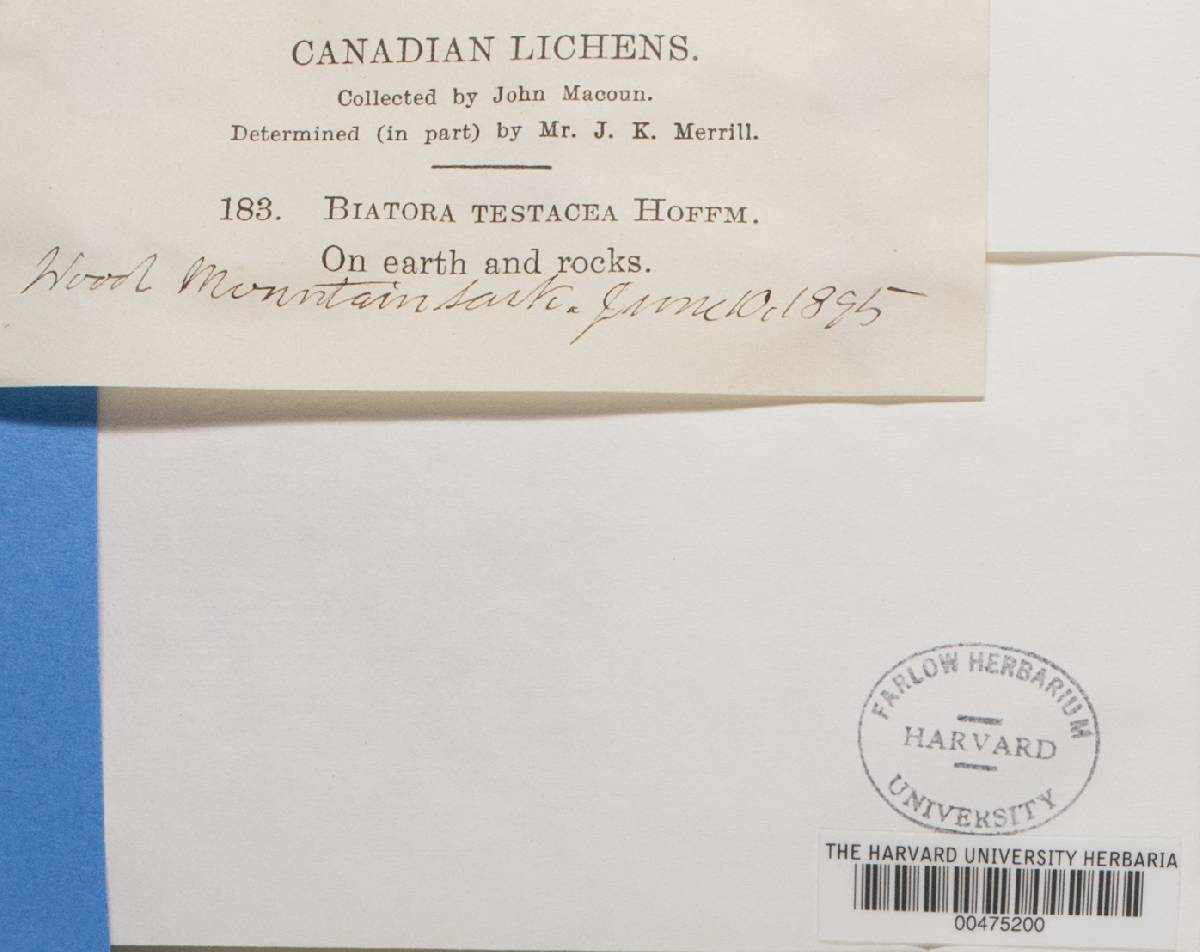 CANADIAN LICHENS.
Collected by John Macoun.
Determined (in part) by Mr. J. K. Merrill.
183. BIATORA TESTACEA HOFFM.
On earth and rocks.
Wood Mountain Sask. June 10, 1895
FARLOW HERBARIUM
HARVARD
UNIVERSITY
THE HARVARD UNIVERSITY HERBARIA
00475200